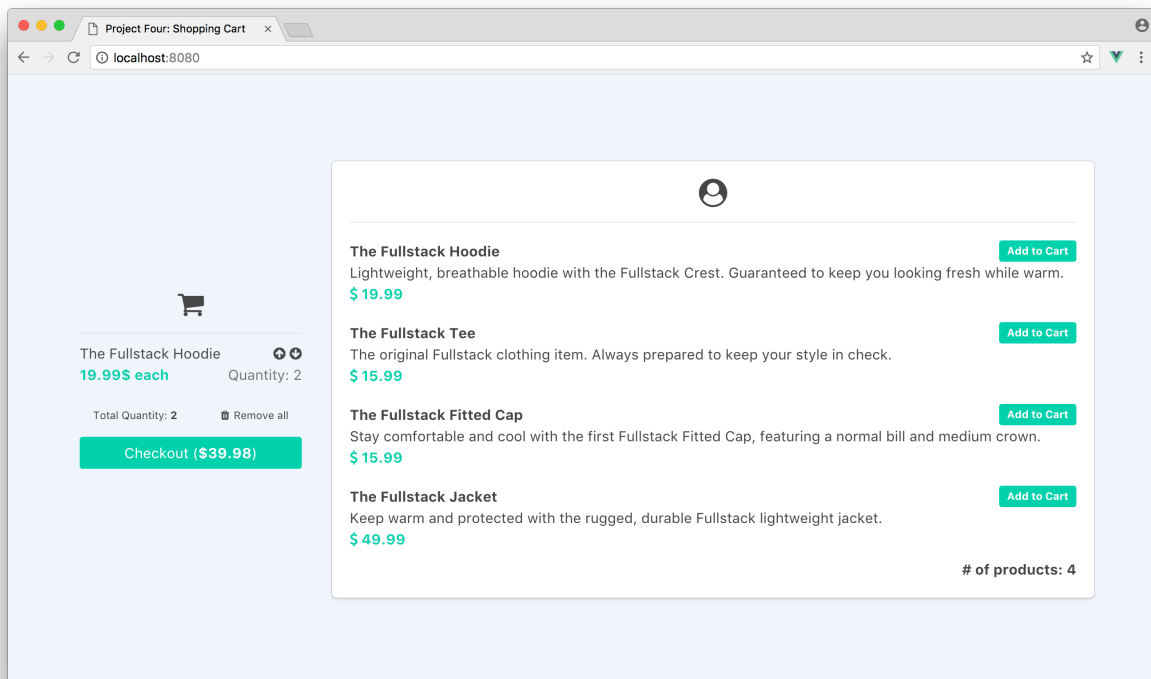 Project Four: Shopping Cart
localhost:8080
The Fullstack Hoodie
19.99$ each Quantity: 2
Total Quantity: 2 Remove all
Checkout ($39.98)
The Fullstack Hoodie Add to Cart
Lightweight, breathable hoodie with the Fullstack Crest. Guaranteed to keep you looking fresh while warm.
$ 19.99
The Fullstack Tee Add to Cart
The original Fullstack clothing item. Always prepared to keep your style in check.
$ 15.99
The Fullstack Fitted Cap Add to Cart
Stay comfortable and cool with the first Fullstack Fitted Cap, featuring a normal bill and medium crown.
$ 15.99
The Fullstack Jacket Add to Cart
Keep warm and protected with the rugged, durable Fullstack lightweight jacket.
$ 49.99
# of products: 4